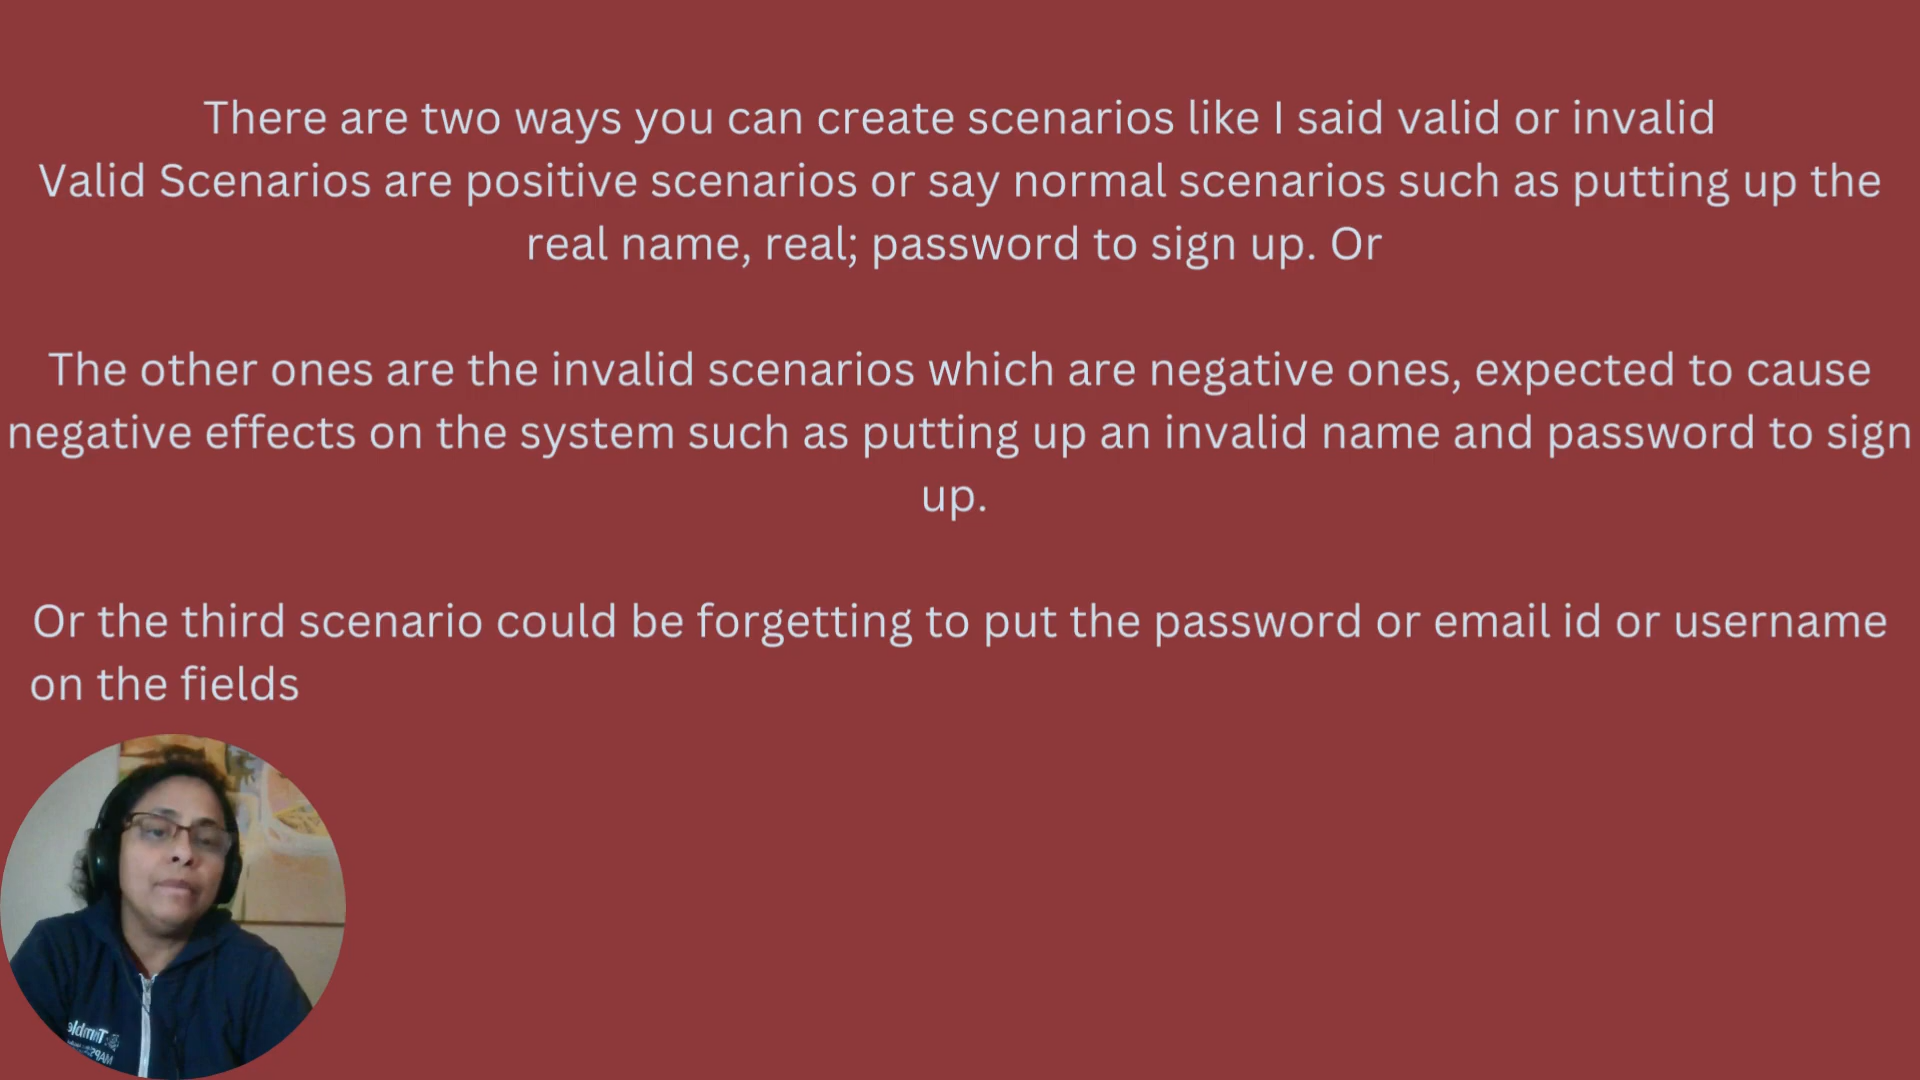 There are two ways you can create scenarios like I said valid or invalid
Valid Scenarios are positive scenarios or say normal scenarios such as putting up the
real name, real; password to sign up. Or
The other ones are the invalid scenarios which are negative ones, expected to cause
negative effects on the system such as putting up an invalid name and password to sign
up.
Or the third scenario could be forgetting to put the password or email id or username
on the fields